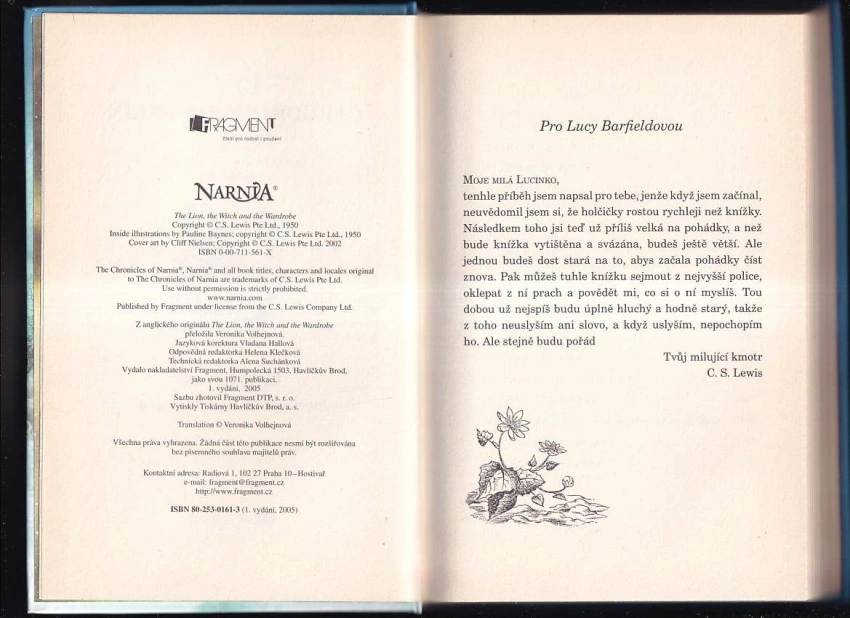 FRAGMENT
čtení pro radost i poučení
NARNIA®
The Lion, the Witch and the Wardrobe
Copyright © C.S. Lewis Pte Ltd., 1950
Inside illustrations by Pauline Baynes; copyright © C.S. Lewis Pte Ltd., 1950
Cover art by Cliff Nielsen; Copyright © C.S. Lewis Pte Ltd. 2002
ISBN 0-00-711-561-X
The Chronicles of Narnia®, Narnia® and all book titles, characters and locales original
to The Chronicles of Narnia are trademarks of C.S. Lewis Pte Ltd.
Use without permission is strictly prohibited.
www.narnia.com
Published by Fragment under license from the C.S. Lewis Company Ltd.
Z anglického originálu The Lion, the Witch and the Wardrobe
přeložila Veronika Volhejnová.
Jazyková korektura Vladana Hallová
Odpovědná redaktorka Helena Klečková
Technická redaktorka Alena Suchánková
Vydalo nakladatelství Fragment, Humpolecká 1503, Havlíčkův Brod,
jako svou 1071. publikaci.
1. vydání, 2005
Sazbu zhotovil Fragment DTP, s. r. o.
Vytiskly Tiskárny Havlíčkův Brod, a. s.
Translation © Veronika Volhejnová
Všechna práva vyhrazena. Žádná část této publikace nesmí být rozšiřována
bez písemného souhlasu majitelů práv.
Kontaktní adresa: Radiová 1, 102 27 Praha 10–Hostivař
e-mail: fragment@fragment.cz
http://www.fragment.cz
ISBN 80-253-0161-3 (1. vydání, 2005)
Pro Lucy Barfieldovou
MOJE MILÁ LUCINKO,
tenhle příběh jsem napsal pro tebe, jenže když jsem začínal,
neuvědomil jsem si, že holčičky rostou rychleji než knížky.
Následkem toho jsi teď už příliš velká na pohádky, a než
bude knížka vytištěna a svázána, budeš ještě větší. Ale
jednou budeš dost stará na to, abys začala pohádky číst
znova. Pak můžeš tuhle knížku sejmout z nejvyšší police,
oklepat z ní prach a povědět mi, co si o ní myslíš. Tou
dobou už nejspíš budu úplně hluchý a hodně starý, takže
z toho neuslyším ani slovo, a když uslyším, nepochopím
ho. Ale stejně budu pořád
Tvůj milující kmotr
C. S. Lewis